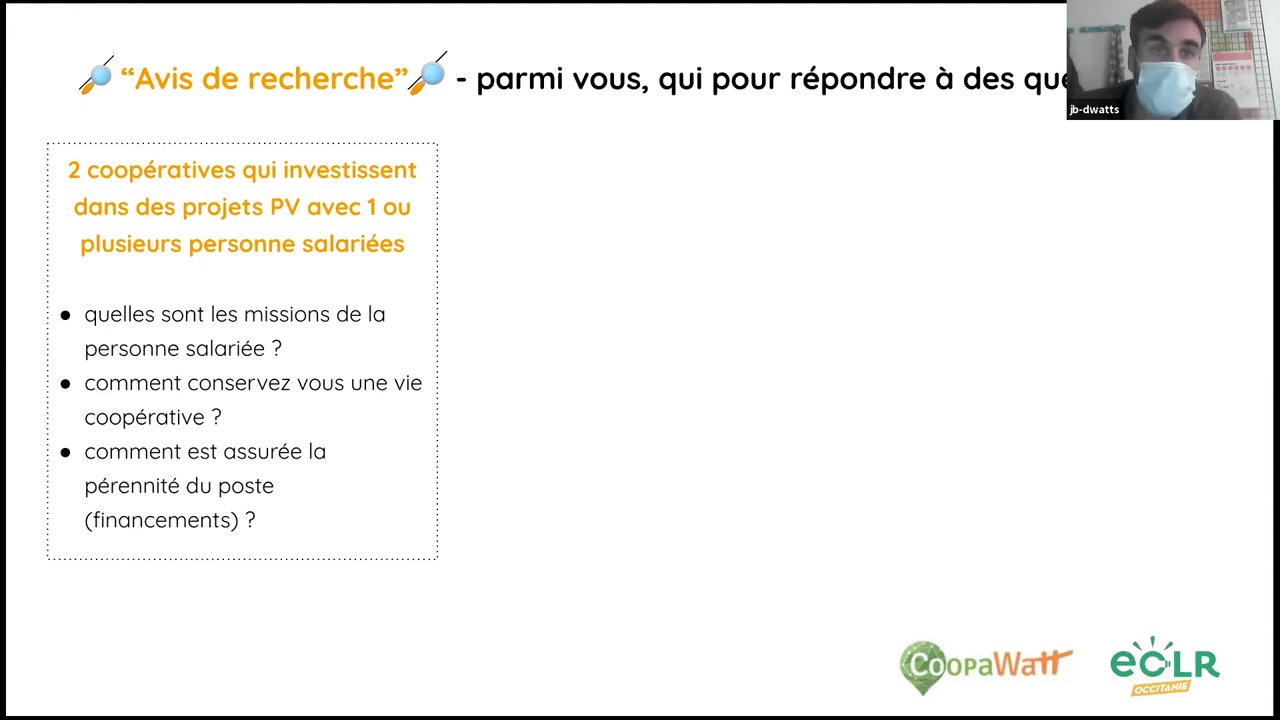 “Avis de recherche” - parmi vous, qui pour répondre à des que
jb-dwatts
2 coopératives qui investissent
dans des projets PV avec 1 ou
plusieurs personne salariées
● quelles sont les missions de la
personne salariée ?
● comment conservez vous une vie
coopérative ?
● comment est assurée la
pérennité du poste
(financements) ?
CoopaWatt
eCLR
OCCITANIE